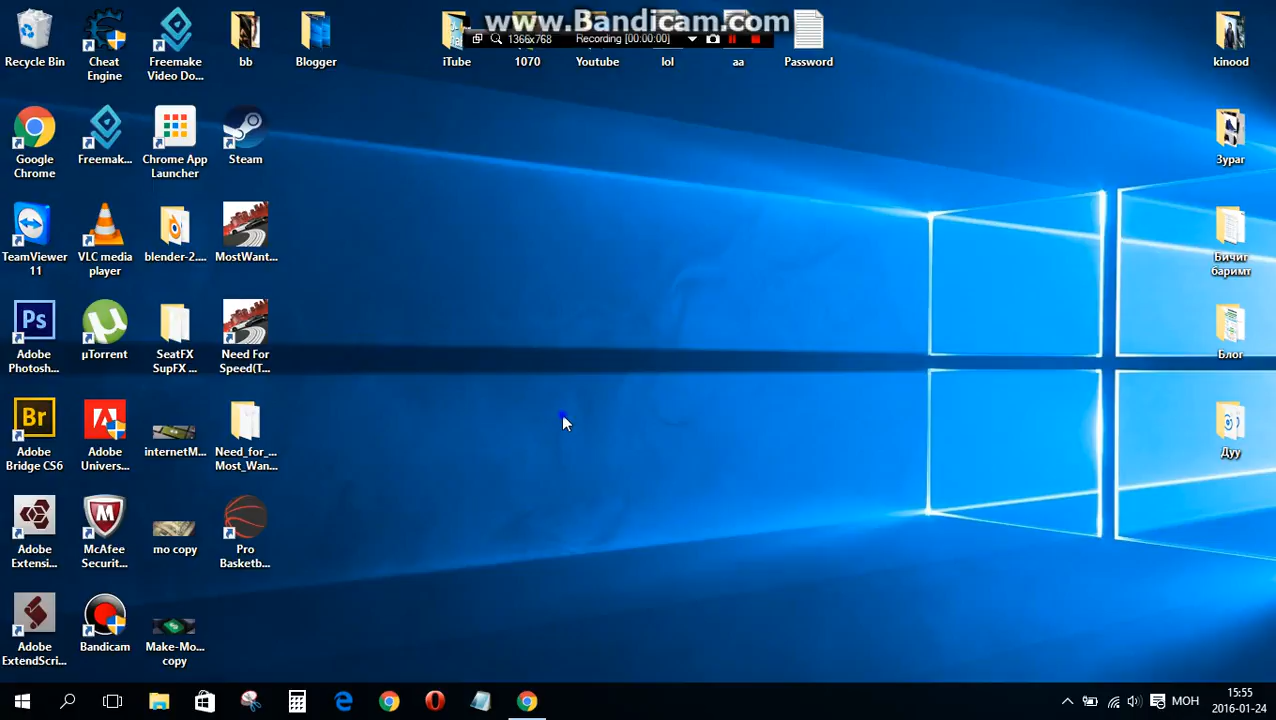 www.Bandicam.com
1366x768 Recording [00:00:00]
Recycle Bin
Cheat
Engine
Freemake
Video Do...
bb
Blogger
iTube
1070
Youtube
lol
aa
Password
kinood
Google
Chrome
Freemak...
Chrome App
Launcher
Steam
Зураг
TeamViewer
11
VLC media
player
blender-2....
MostWant...
Бичиг
баримт
Ps
Adobe
Photosh...
µTorrent
SeatFX
SupFX ...
Need For
Speed(T...
Блог
Br
Adobe
Bridge CS6
Adobe
Univers...
internetM...
Need_for_...
Most_Wan...
Дуу
Adobe
Extensi...
McAfee
Securit...
mo copy
Pro
Basketb...
Adobe
ExtendScri...
Bandicam
Make-Mo...
copy
МОН
15:55
2016-01-24